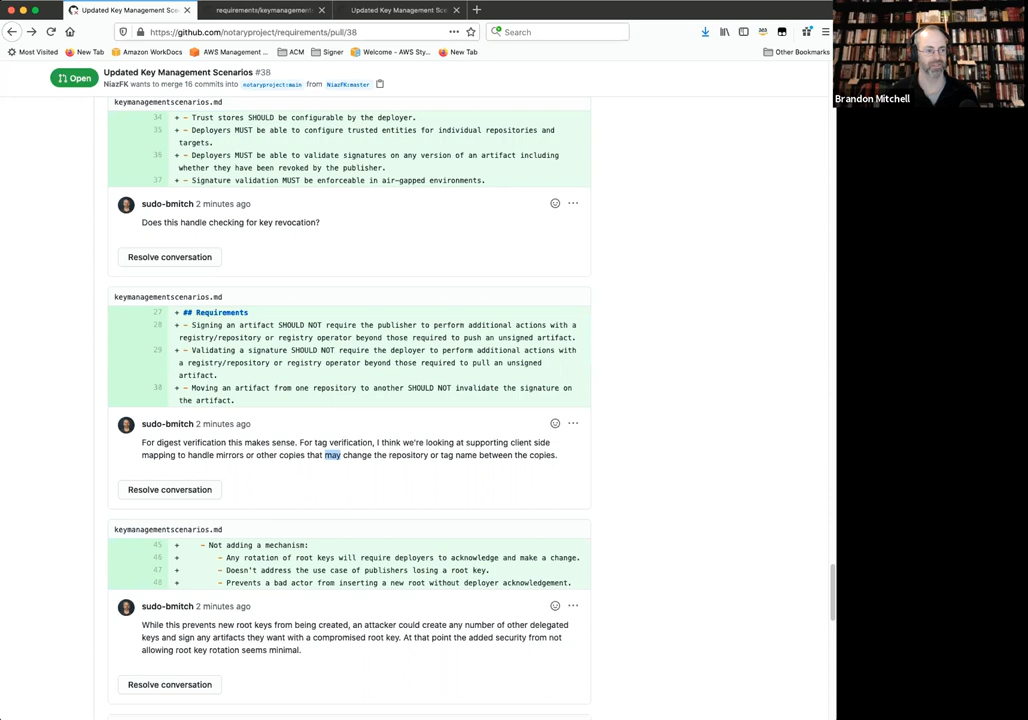 Updated Key Management Scen
requirements/keymanagement
Updated Key Management Sce
https://github.com/notaryproject/requirements/pull/38
Search
Most Visited
New Tab
Amazon WorkDocs
AWS Management ...
ACM
Signer
Welcome - AWS Sty...
New Tab
Other Bookmarks
Open
Updated Key Management Scenarios #38
NiazFK wants to merge 16 commits into notaryproject:main from NiazFK:master
Brandon Mitchell
keymanagementscenarios.md
34 + - Trust stores SHOULD be configurable by the deployer.
35 + - Deployers MUST be able to configure trusted entities for individual repositories and
targets.
36 + - Deployers MUST be able to validate signatures on any version of an artifact including
whether they have been revoked by the publisher.
37 + - Signature validation MUST be enforceable in air-gapped environments.
sudo-bmitch 2 minutes ago
Does this handle checking for key revocation?
Resolve conversation
keymanagementscenarios.md
27 + ## Requirements
28 + - Signing an artifact SHOULD NOT require the publisher to perform additional actions with a
registry/repository or registry operator beyond those required to push an unsigned artifact.
29 + - Validating a signature SHOULD NOT require the deployer to perform additional actions with
a registry/repository or registry operator beyond those required to pull an unsigned
artifact.
30 + - Moving an artifact from one repository to another SHOULD NOT invalidate the signature on
the artifact.
sudo-bmitch 2 minutes ago
For digest verification this makes sense. For tag verification, I think we're looking at supporting client side
mapping to handle mirrors or other copies that may change the repository or tag name between the copies.
Resolve conversation
keymanagementscenarios.md
45 + - Not adding a mechanism:
46 + - Any rotation of root keys will require deployers to acknowledge and make a change.
47 + - Doesn't address the use case of publishers losing a root key.
48 + - Prevents a bad actor from inserting a new root without deployer acknowledgement.
sudo-bmitch 2 minutes ago
While this prevents new root keys from being created, an attacker could create any number of other delegated
keys and sign any artifacts they want with a compromised root key. At that point the added security from not
allowing root key rotation seems minimal.
Resolve conversation